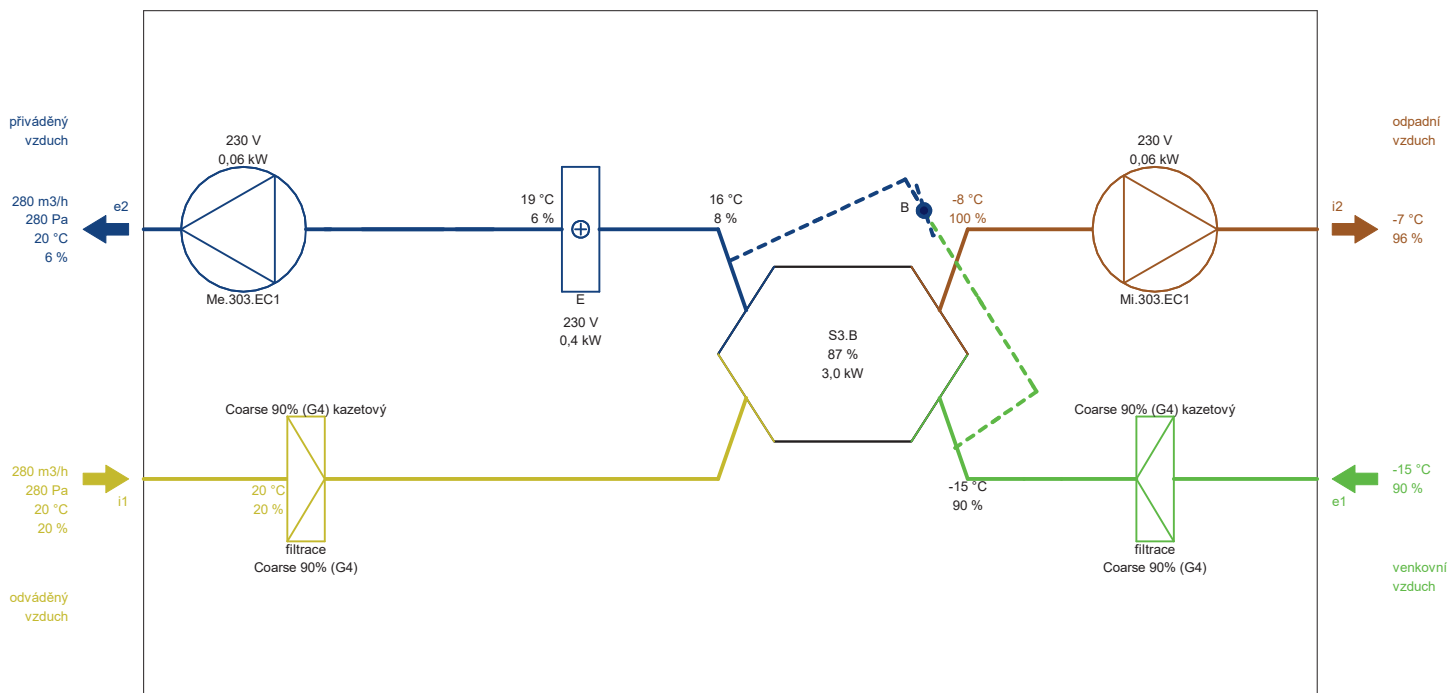 přiváděný
vzduch
280 m3/h
280 Pa
20 °C
6 %
e2
230 V
0,06 kW
Me.303.EC1
19 °C
6 %
E
230 V
0,4 kW
16 °C
8 %
B
-8 °C
100 %
230 V
0,06 kW
Mi.303.EC1
odpadní
vzduch
i2
-7 °C
96 %
S3.B
87 %
3,0 kW
Coarse 90% (G4) kazetový
280 m3/h
280 Pa
20 °C
20 %
i1
20 °C
20 %
filtrace
Coarse 90% (G4)
odváděný
vzduch
-15 °C
90 %
Coarse 90% (G4) kazetový
filtrace
Coarse 90% (G4)
-15 °C
90 %
e1
venkovní
vzduch